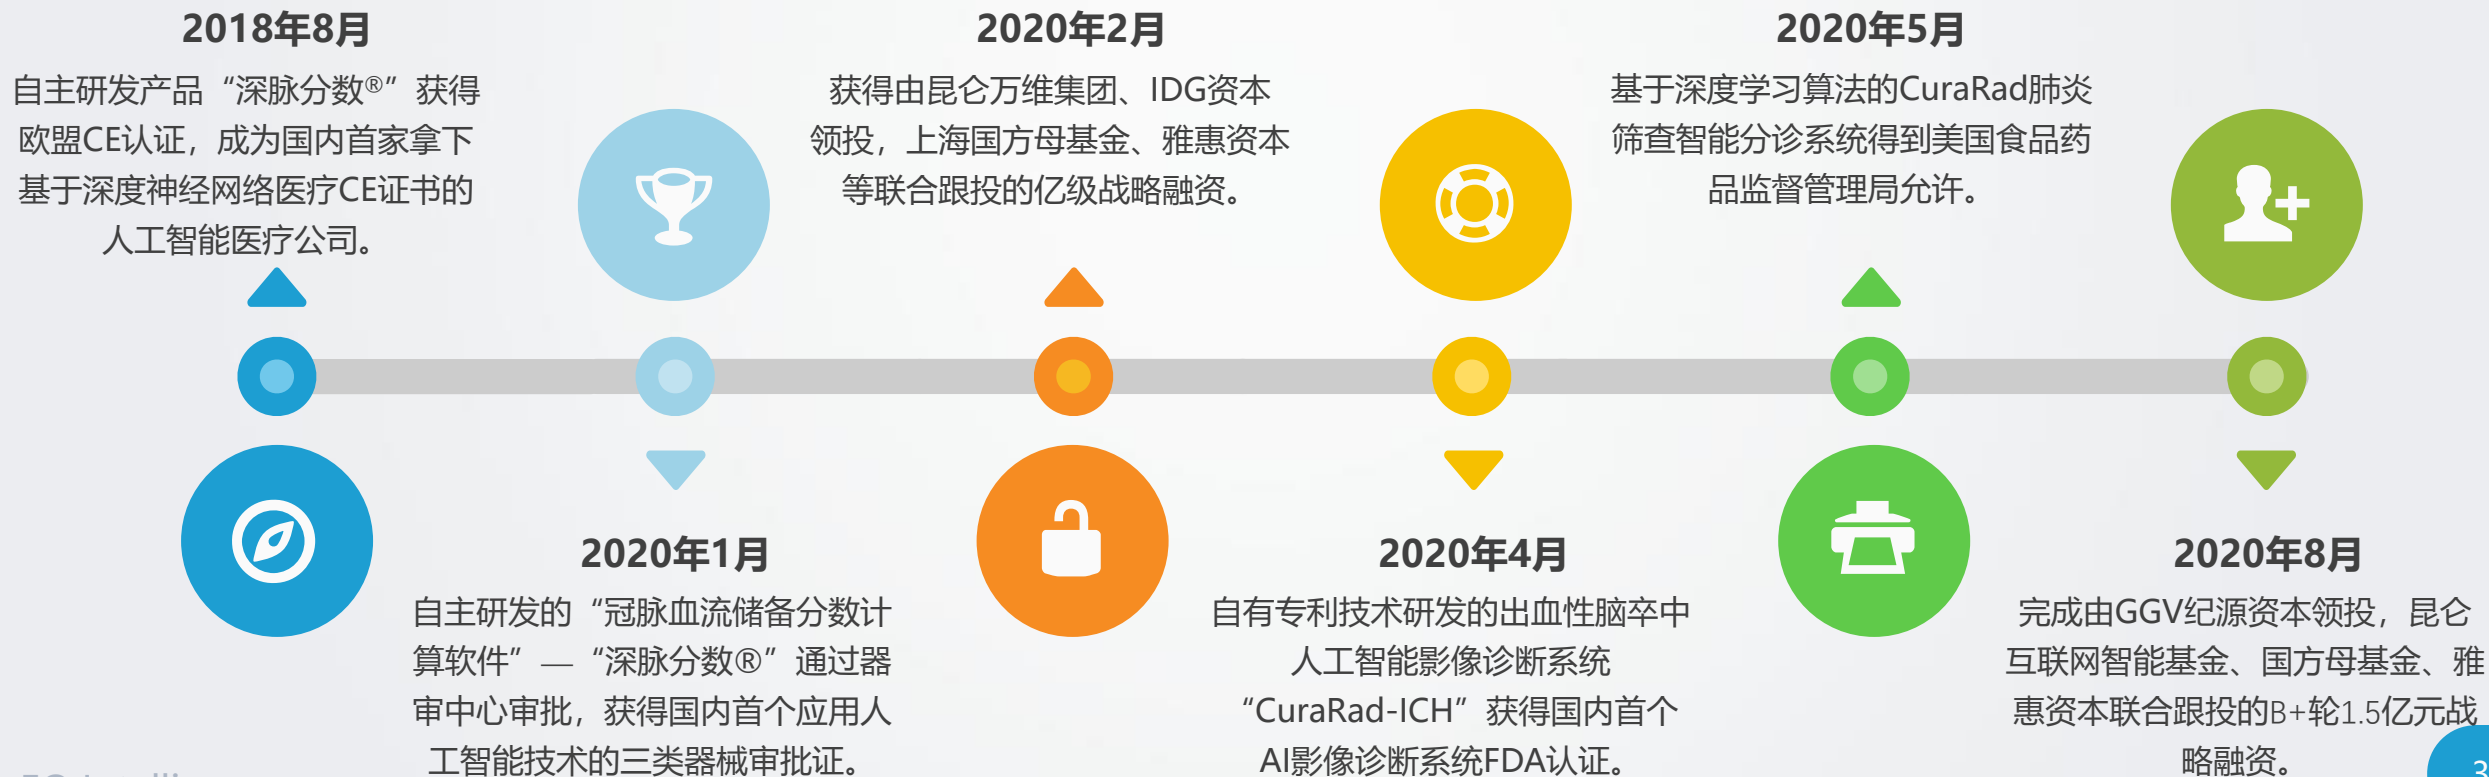 2018年8月
自主研发产品“深脉分数®”获得
欧盟CE认证，成为国内首家拿下
基于深度神经网络医疗CE证书的
人工智能医疗公司。
2020年1月
自主研发的“冠脉血流储备分数计
算软件”—“深脉分数®”通过器
审中心审批，获得国内首个应用人
工智能技术的三类器械审批证。
2020年2月
获得由昆仑万维集团、IDG资本
领投，上海国方母基金、雅惠资本
等联合跟投的亿级战略融资。
2020年4月
自有专利技术研发的出血性脑卒中
人工智能影像诊断系统
“CuraRad-ICH”获得国内首个
AI影像诊断系统FDA认证。
2020年5月
基于深度学习算法的CuraRad肺炎
筛查智能分诊系统得到美国食品药
品监督管理局允许。
2020年8月
完成由GGV纪源资本领投，昆仑
互联网智能基金、国方母基金、雅
惠资本联合跟投的B+轮1.5亿元战
略融资。